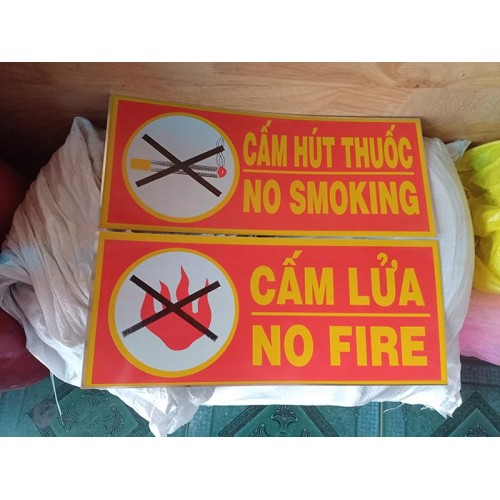 CẤM HÚT THUỐC
NO SMOKING
CẤM LỬA
NO FIRE